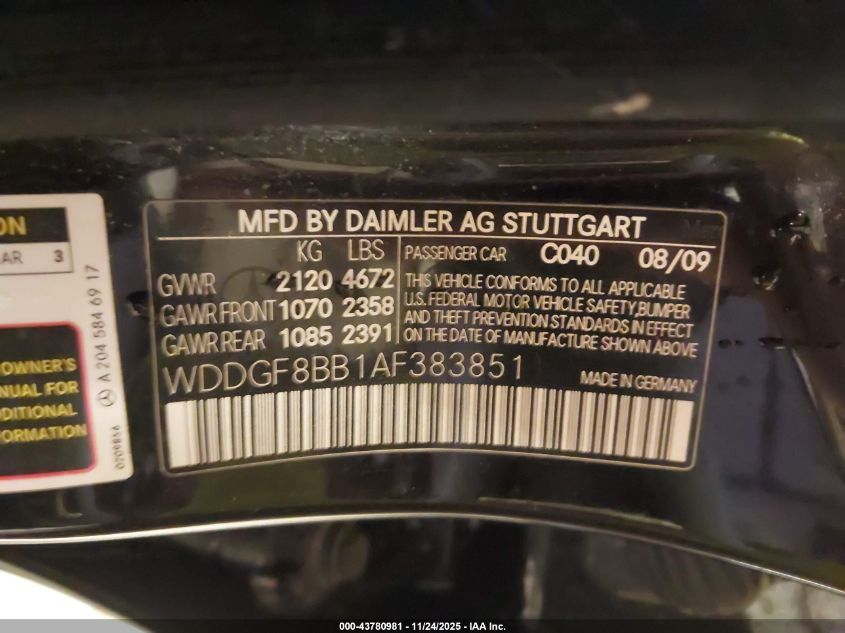 ON
AR 3
OWNER'S
NUAL FOR
DDITIONAL
FORMATION
A 204 584 69 17
0209856
MFD BY DAIMLER AG STUTTGART
KG LBS
GVWR 2120 4672
GAWR FRONT 1070 2358
GAWR REAR 1085 2391
PASSENGER CAR C040 08/09
THIS VEHICLE CONFORMS TO ALL APPLICABLE
U.S. FEDERAL MOTOR VEHICLE SAFETY,BUMPER
AND THEFT PREVENTION STANDARDS IN EFFECT
ON THE DATE OF MANUFACTURE SHOWN ABOVE
WDDGF8BB1AF383851 MADE IN GERMANY
000-43780981 - 11/24/2025 - IAA Inc.